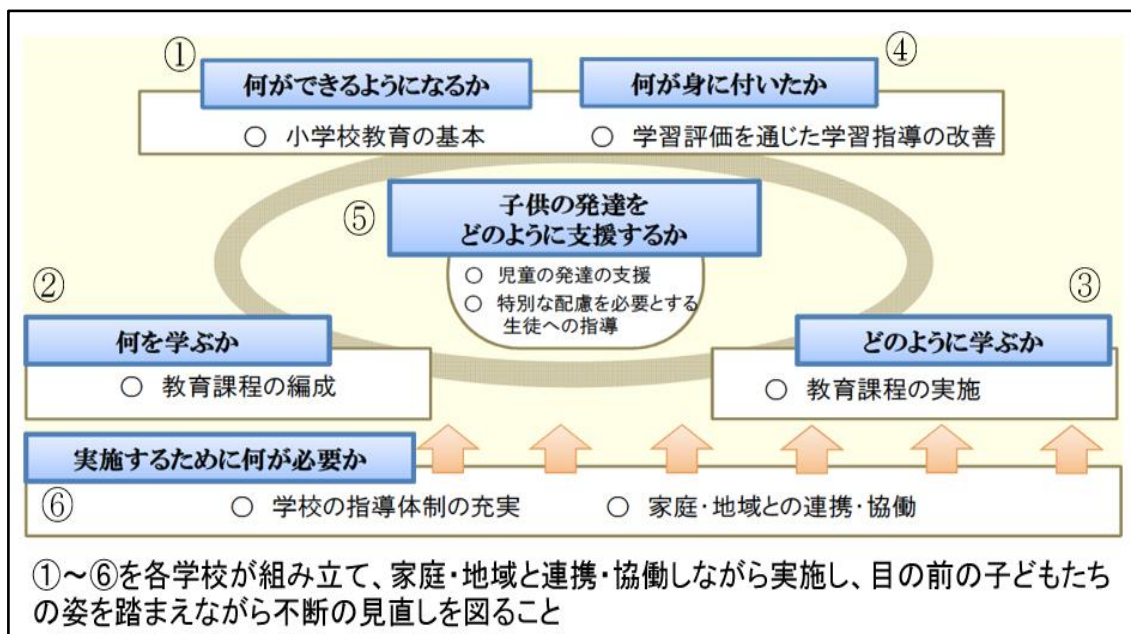 ①
何ができるようになるか
○ 小学校教育の基本
④
何が身に付いたか
○ 学習評価を通じた学習指導の改善
⑤
子供の発達を
どのように支援するか
○ 児童の発達の支援
○ 特別な配慮を必要とする
生徒への指導
②
何を学ぶか
○ 教育課程の編成
③
どのように学ぶか
○ 教育課程の実施
実施するために何が必要か
⑥
○ 学校の指導体制の充実
○ 家庭・地域との連携・協働
①～⑥を各学校が組み立て、家庭・地域と連携・協働しながら実施し、目の前の子どもたち
の姿を踏まえながら不断の見直しを図ること